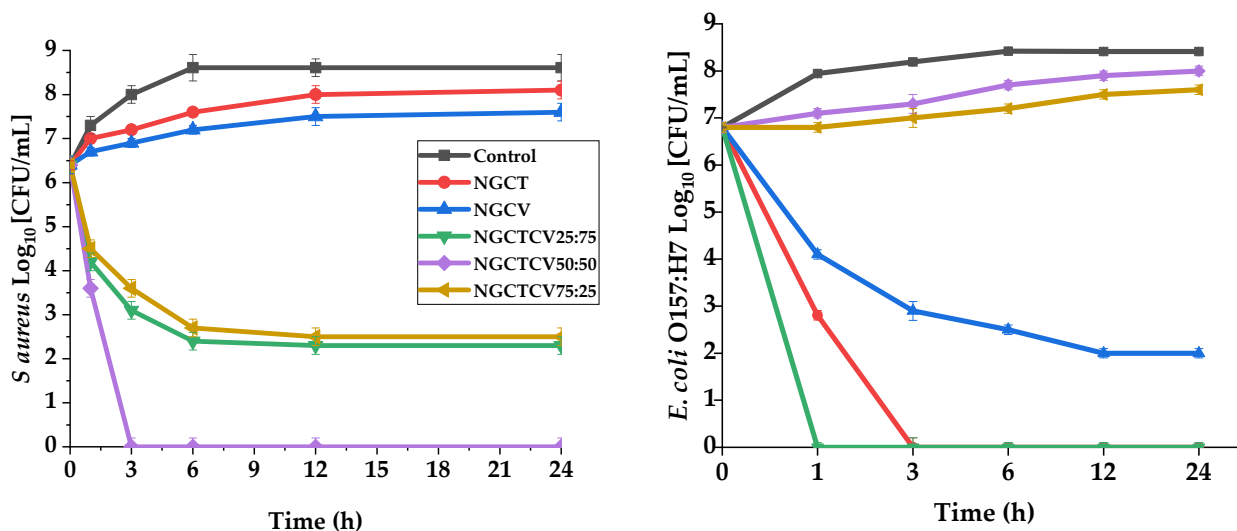 S aureus Log10 [CFU/mL]
9
8
7
6
5
4
3
2
1
0
0 3 6 9 12 15 18 21 24
Time (h)
Control
NGCT
NGCV
NGCTCV25:75
NGCTCV50:50
NGCTCV75:25
E. coli O157:H7 Log10 [CFU/mL]
9
8
7
6
5
4
3
2
1
0
0 1 3 6 12 24
Time (h)